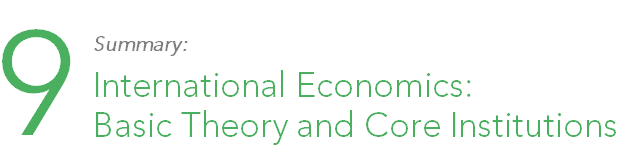 9
Summary:
International Economics:
Basic Theory and Core Institutions